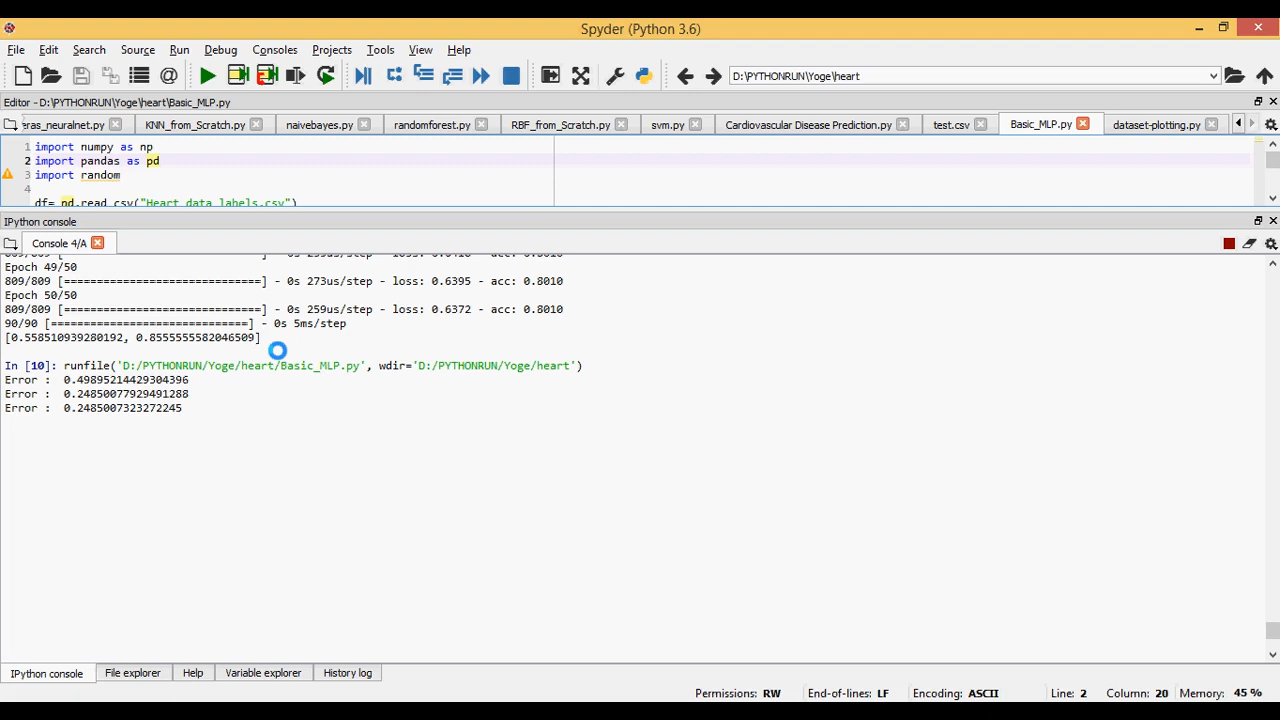 Spyder (Python 3.6)
File Edit Search Source Run Debug Consoles Projects Tools View Help
D:\PYTHONRUN\Yoge\heart
Editor - D:\PYTHONRUN\Yoge\heart\Basic_MLP.py
eras_neuralnet.py KNN_from_Scratch.py naivebayes.py randomforest.py RBF_from_Scratch.py svm.py Cardiovascular Disease Prediction.py test.csv Basic_MLP.py dataset-plotting.py
1 import numpy as np
2 import pandas as pd
3 import random
4
df= pd.read_csv("Heart_data_labels.csv")
IPython console
Console 4/A
Epoch 49/50
809/809 [==============================] - 0s 273us/step - loss: 0.6395 - acc: 0.8010
Epoch 50/50
809/809 [==============================] - 0s 259us/step - loss: 0.6372 - acc: 0.8010
90/90 [==============================] - 0s 5ms/step
[0.558510939280192, 0.8555555582046509]
In [10]: runfile('D:/PYTHONRUN/Yoge/heart/Basic_MLP.py', wdir='D:/PYTHONRUN/Yoge/heart')
Error :  0.49895214429304396
Error :  0.24850077929491288
Error :  0.2485007323272245
IPython console File explorer Help Variable explorer History log
Permissions: RW End-of-lines: LF Encoding: ASCII Line: 2 Column: 20 Memory: 45 %